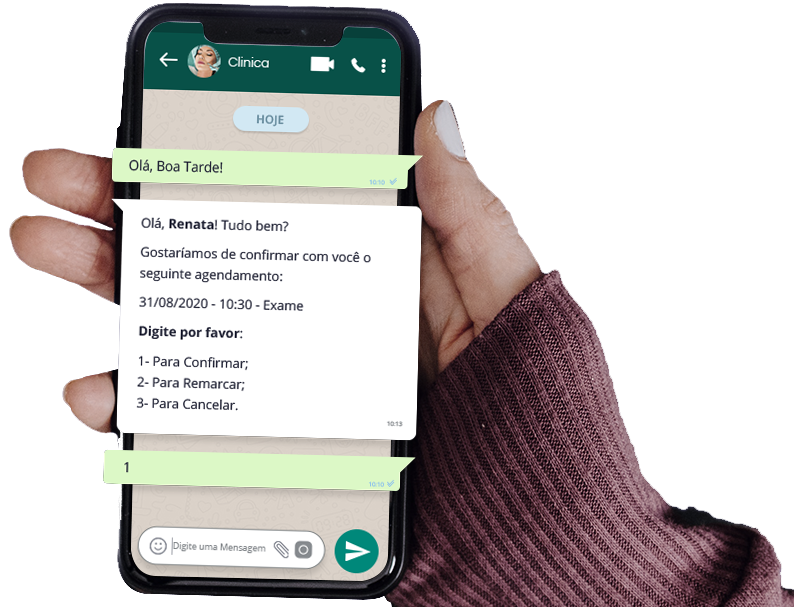 Clinica
HOJE
Olá, Boa Tarde!
10:10
Olá, Renata! Tudo bem?
Gostaríamos de confirmar com você o
seguinte agendamento:
31/08/2020 - 10:30 - Exame
Digite por favor:
1- Para Confirmar;
2- Para Remarcar;
3- Para Cancelar.
10:13
1
10:10
Digite uma Mensagem